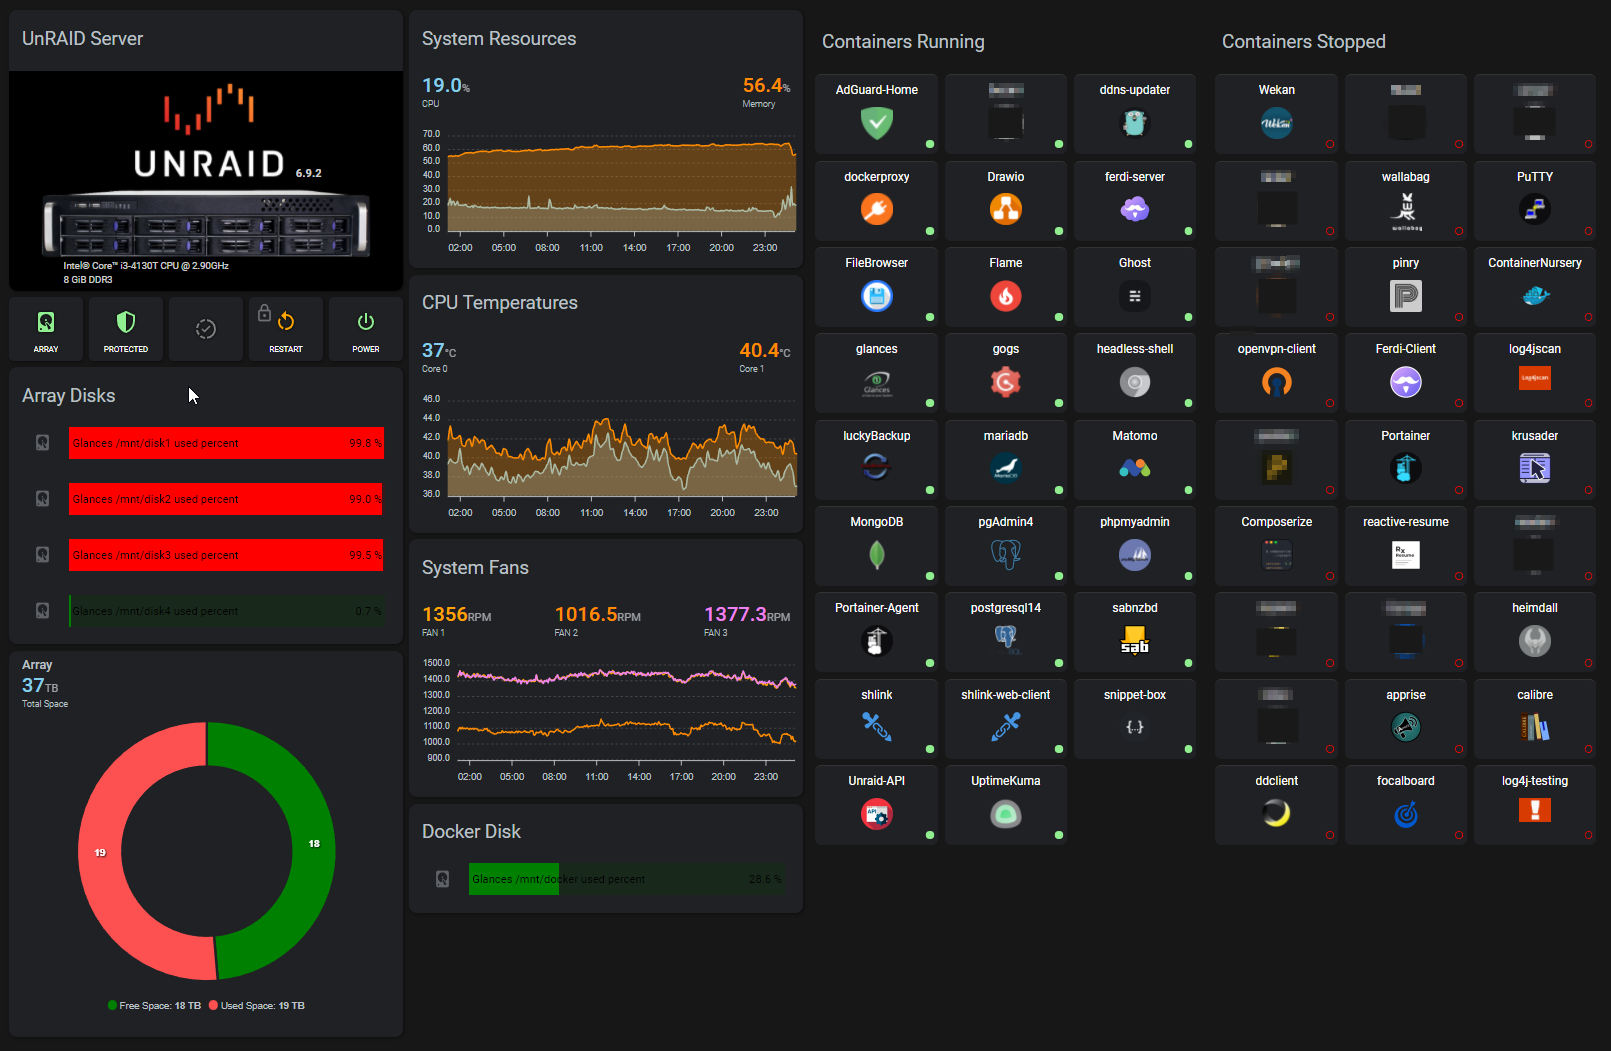 UnRAID Server
UNRAID 6.9.2
Intel® Core™ i3-4130T CPU @ 2.90GHz
8 GiB DDR3
ARRAY
PROTECTED
RESTART
POWER
Array Disks
Glances /mnt/disk1 used percent 99.8 %
Glances /mnt/disk2 used percent 99.0 %
Glances /mnt/disk3 used percent 99.5 %
Glances /mnt/disk4 used percent 0.7 %
Array
37TB
Total Space
19
18
Free Space: 18 TB Used Space: 19 TB
System Resources
19.0% 56.4%
CPU Memory
70.0
60.0
50.0
40.0
30.0
20.0
10.0
0.0
02:00 05:00 08:00 11:00 14:00 17:00 20:00 23:00
CPU Temperatures
37°C 40.4°C
Core 0 Core 1
46.0
44.0
42.0
40.0
38.0
36.0
02:00 05:00 08:00 11:00 14:00 17:00 20:00 23:00
System Fans
1356RPM 1016.5RPM 1377.3RPM
FAN 1 FAN 2 FAN 3
1500.0
1400.0
1300.0
1200.0
1100.0
1000.0
900.0
02:00 05:00 08:00 11:00 14:00 17:00 20:00 23:00
Docker Disk
Glances /mnt/docker used percent 28.6 %
Containers Running
AdGuard-Home
ddns-updater
dockerproxy
Drawio
ferdi-server
FileBrowser
Flame
Ghost
glances
Glances
gogs
headless-shell
luckyBackup
mariadb
Matomo
MongoDB
pgAdmin4
phpmyadmin
Portainer-Agent
postgresql14
sabnzbd
sab
shlink
shlink-web-client
snippet-box
{..}
Unraid-API
API
UptimeKuma
Containers Stopped
Wekan
Wekan
wallabag
wallabag
PuTTY
pinry
ContainerNursery
openvpn-client
Ferdi-Client
log4jscan
Log4jscan
Portainer
krusader
Composerize
reactive-resume
Rx
Resume
heimdall
apprise
calibre
ddclient
focalboard
log4j-testing